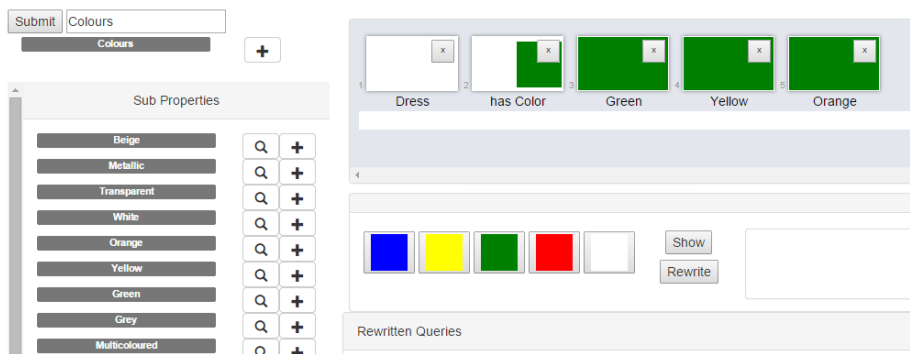 Submit Colours
Colours
Sub Properties
Beige
Metallic
Transparent
White
Orange
Yellow
Green
Grey
Multicoloured
x x x x x
1 2 3 4 5
Dress has Color Green Yellow Orange
Show
Rewrite
Rewritten Queries